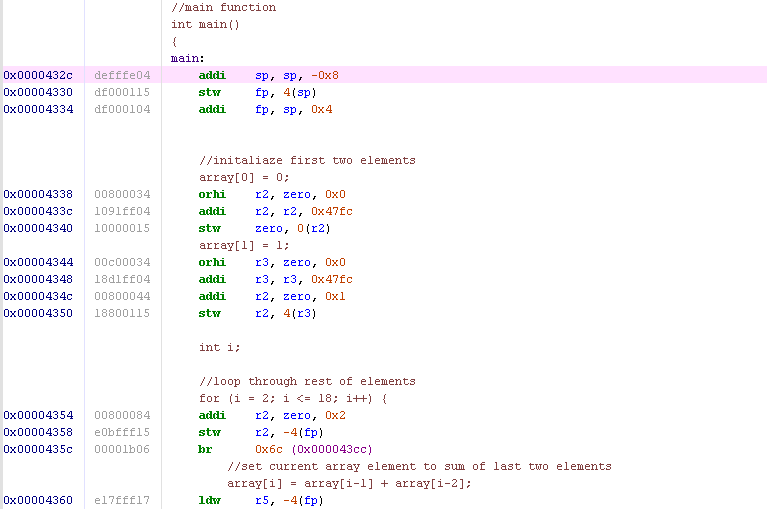 //main function
int main()
{
main:
0x0000432c defffe04 addi sp, sp, -0x8
0x00004330 df000115 stw fp, 4(sp)
0x00004334 df000104 addi fp, sp, 0x4
//initaliaze first two elements
array[0] = 0;
0x00004338 00800034 orhi r2, zero, 0x0
0x0000433c 1091ff04 addi r2, r2, 0x47fc
0x00004340 10000015 stw zero, 0(r2)
array[1] = 1;
0x00004344 00c00034 orhi r3, zero, 0x0
0x00004348 18d1ff04 addi r3, r3, 0x47fc
0x0000434c 00800044 addi r2, zero, 0x1
0x00004350 18800115 stw r2, 4(r3)
int i;
//loop through rest of elements
for (i = 2; i <= 18; i++) {
0x00004354 00800084 addi r2, zero, 0x2
0x00004358 e0bfff15 stw r2, -4(fp)
0x0000435c 00001b06 br 0x6c (0x000043cc)
//set current array element to sum of last two elements
array[i] = array[i-1] + array[i-2];
0x00004360 e17fff17 ldw r5, -4(fp)